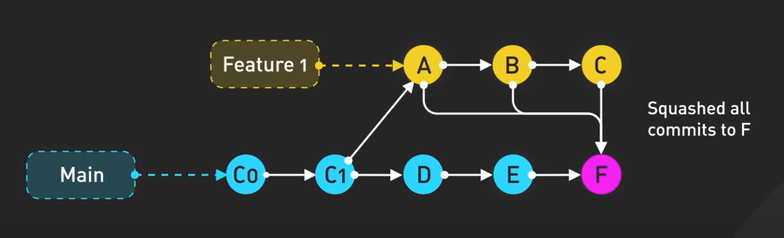 Feature 1
A
B
C
Squashed all
commits to F
Main
C0
C1
D
E
F